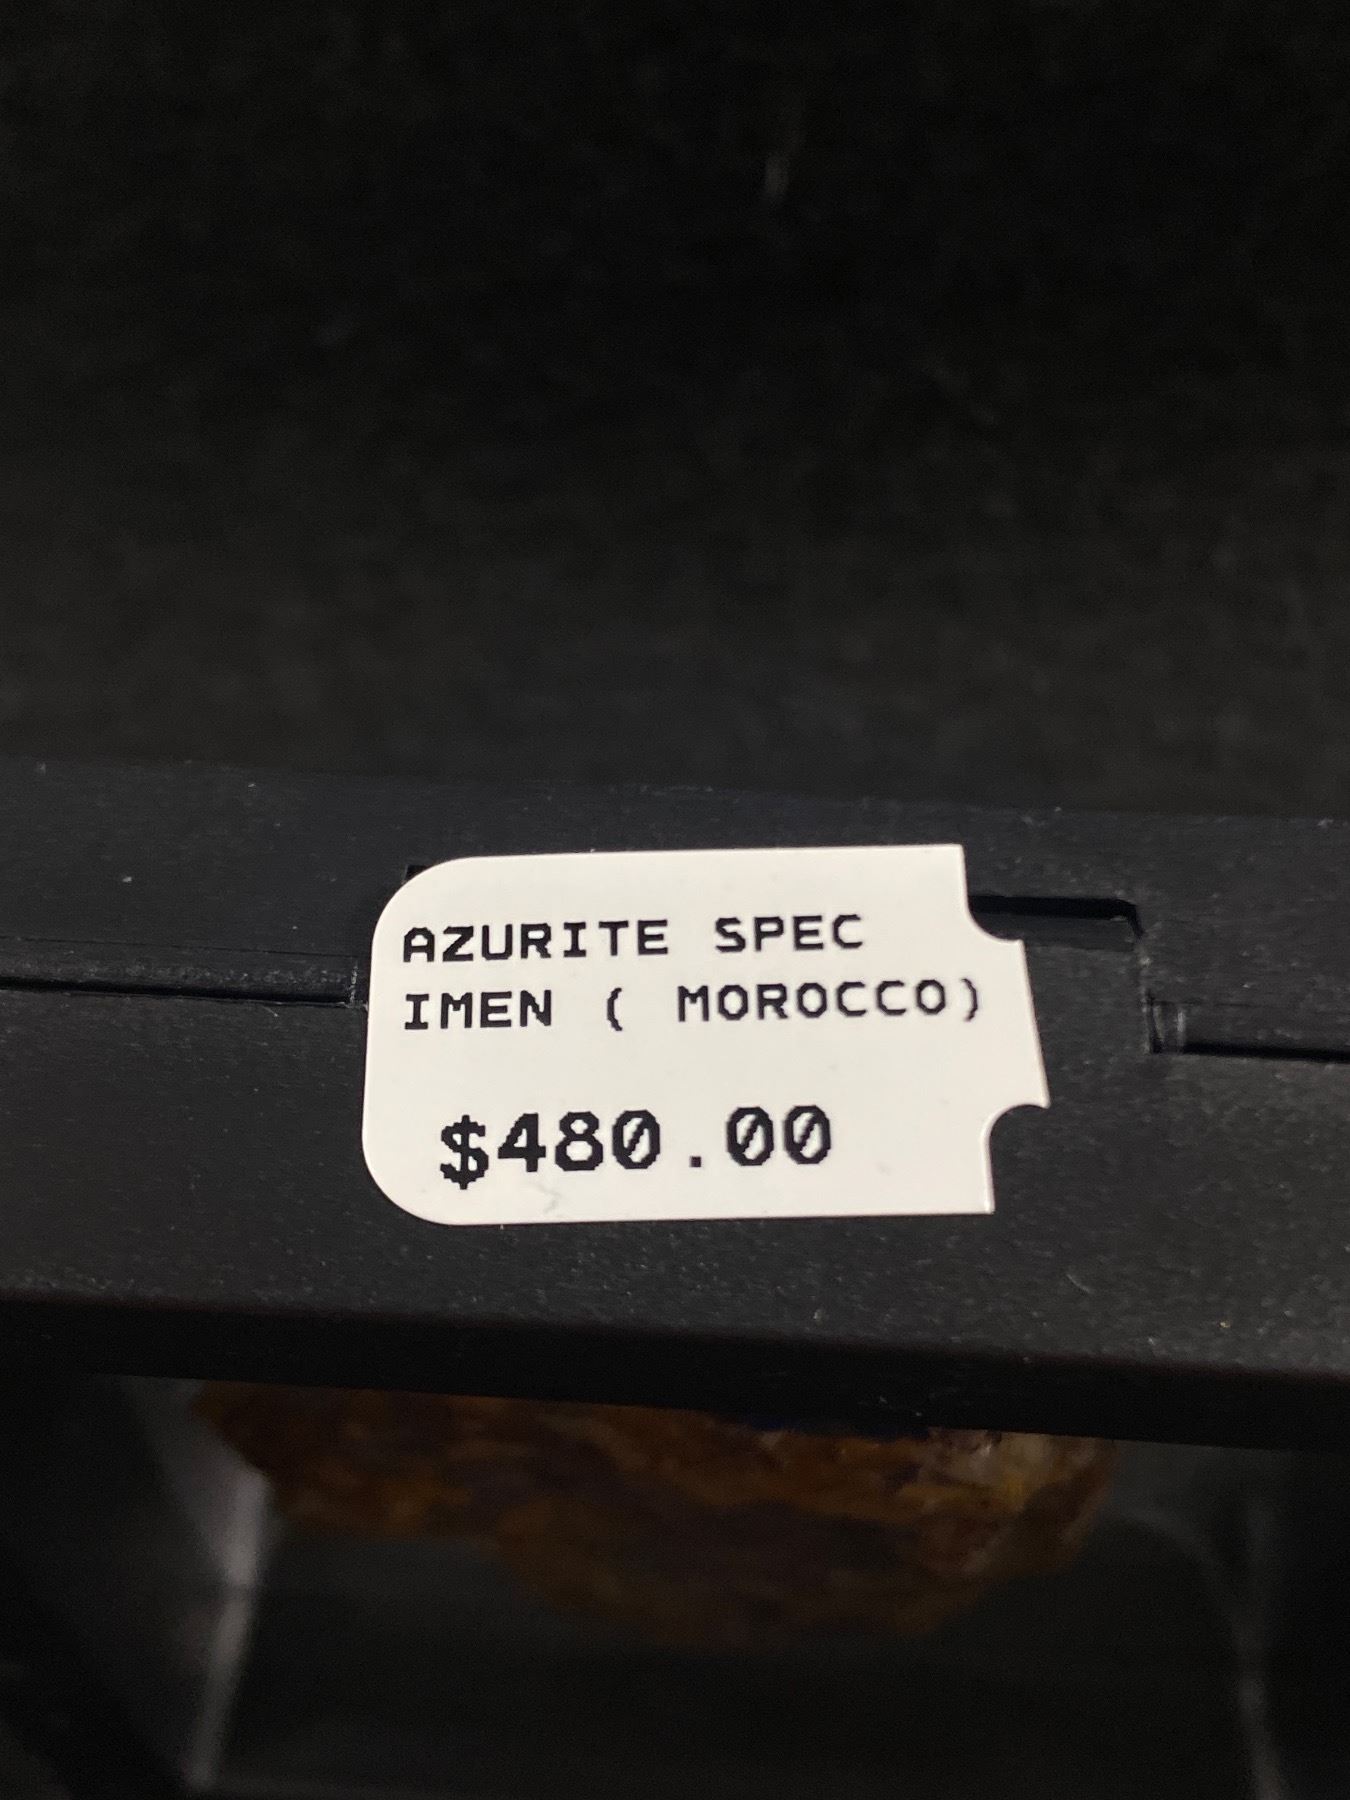 AZURITE SPEC
IMEN ( MOROCCO)
$480.00